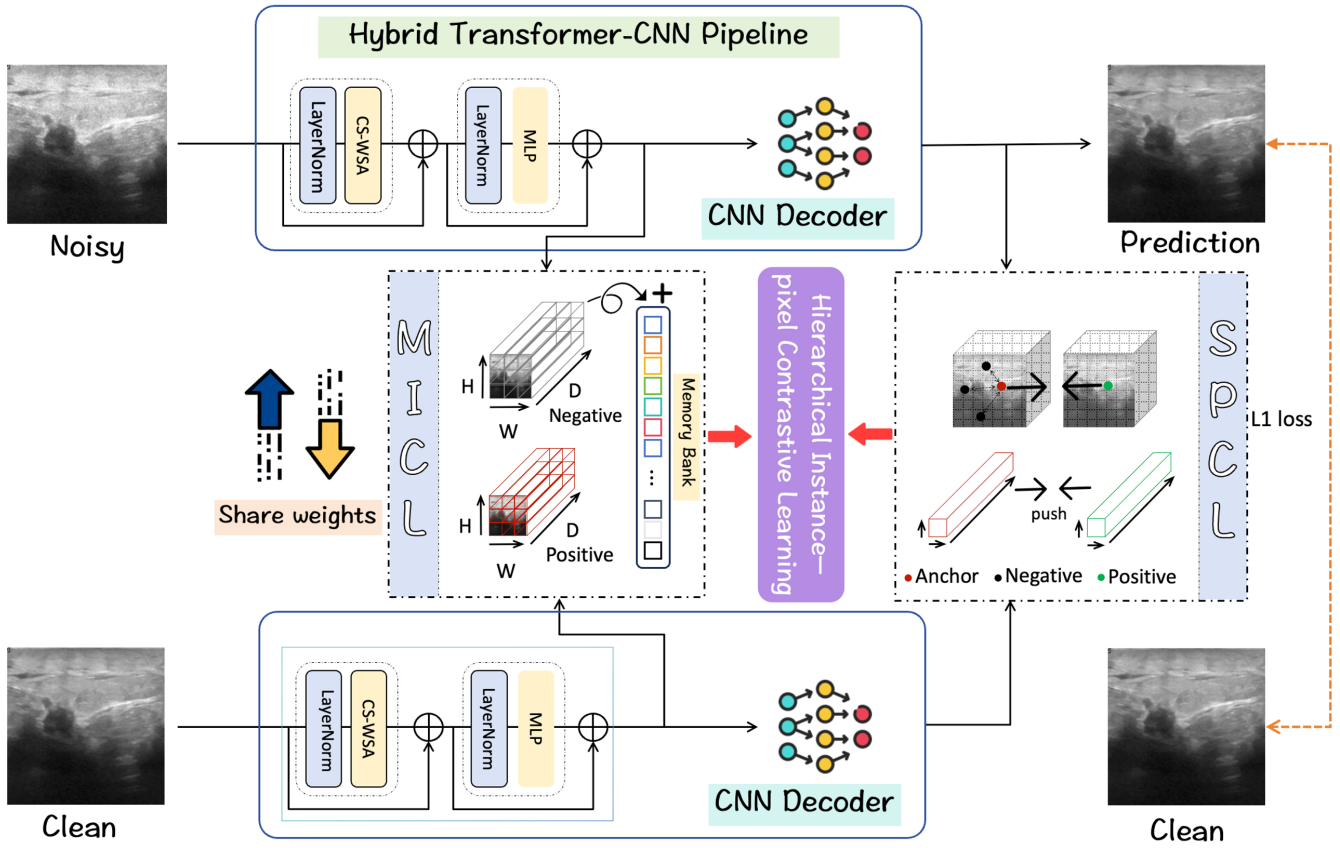 Hybrid Transformer-CNN Pipeline
LayerNorm
CS-WSA
LayerNorm
MLP
CNN Decoder
Noisy
Prediction
MICL
H
W
D
Negative
H
W
D
Positive
+
...
Memory Bank
Hierarchical Instance—
pixel Contrastive Learning
push
Anchor
Negative
Positive
SPCL
L1 loss
Share weights
LayerNorm
CS-WSA
LayerNorm
MLP
CNN Decoder
Clean
Clean